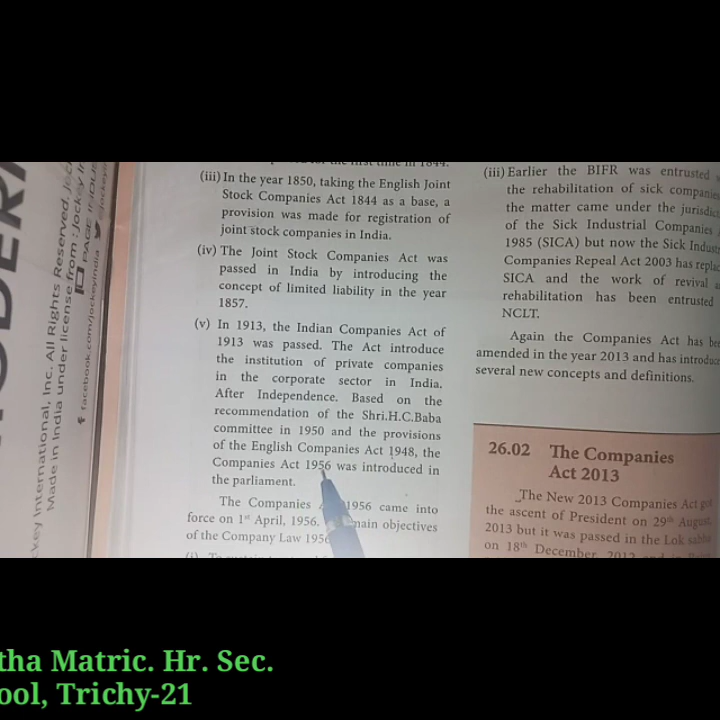 ckey International, Inc. All Rights Reserved.
Made in India under license from : Jockey
PAGE
facebook.com/jockeyindia
(iii) In the year 1850, taking the English Joint
Stock Companies Act 1844 as a base, a
provision was made for registration of
joint stock companies in India.
(iv) The Joint Stock Companies Act was
passed in India by introducing the
concept of limited liability in the year
1857.
(v) In 1913, the Indian Companies Act of
1913 was passed. The Act introduce
the institution of private companies
in the corporate sector in India.
After Independence. Based on the
recommendation of the Shri.H.C.Baba
committee in 1950 and the provisions
of the English Companies Act 1948, the
Companies Act 1956 was introduced in
the parliament.
The Companies 1956 came into
force on 1st April, 1956. main objectives
of the Company Law 1956
(iii) Earlier the BIFR was entrusted
the rehabilitation of sick companies
the matter came under the
of the Sick Industrial Companies
1985 (SICA) but now the Sick
Companies Repeal Act 2003 has
SICA and the work of revival
rehabilitation has been entrusted
NCLT.
Again the Companies Act has
amended in the year 2013 and has
several new concepts and definitions.
26.02 The Companies
Act 2013
The New 2013 Companies Act
the ascent of President on 29th August,
2013 but it was passed in the Lok
on 18th December,
tha Matric. Hr. Sec.
ool, Trichy-21